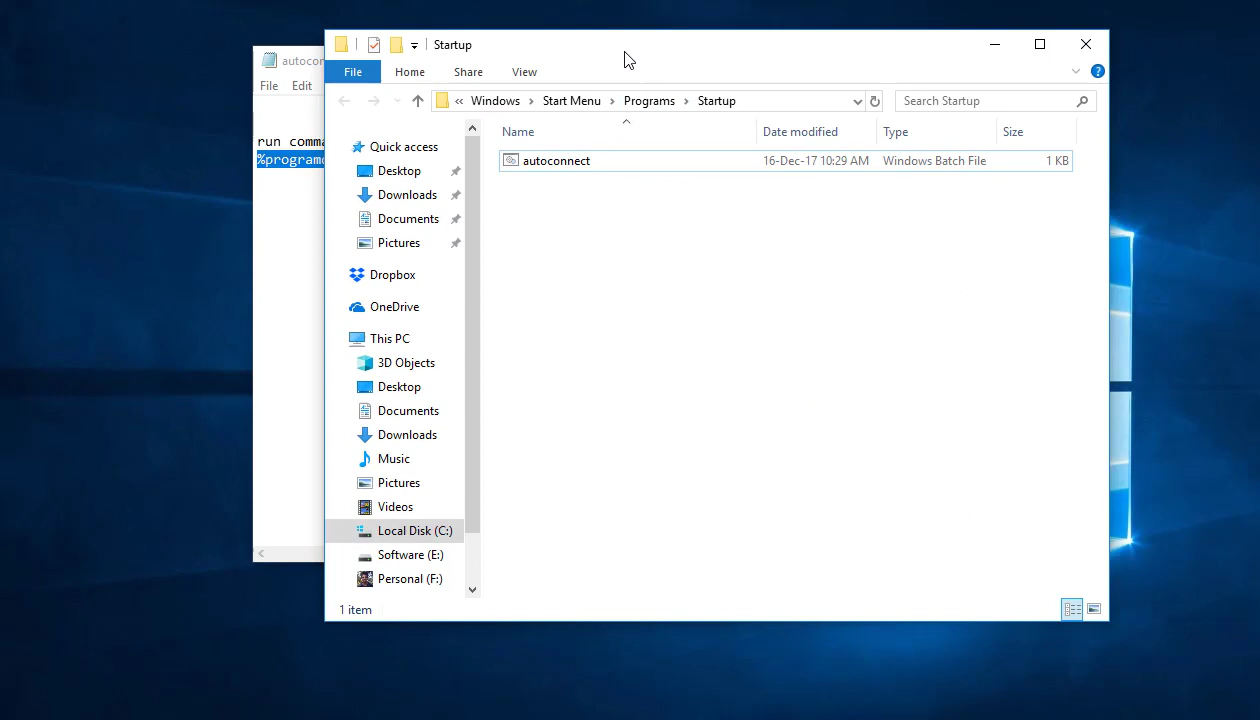 autocon
File Edit
run comma
%programd
Startup
File Home Share View
« Windows › Start Menu › Programs › Startup
Search Startup
Name Date modified Type Size
autoconnect 16-Dec-17 10:29 AM Windows Batch File 1 KB
Quick access
Desktop
Downloads
Documents
Pictures
Dropbox
OneDrive
This PC
3D Objects
Desktop
Documents
Downloads
Music
Pictures
Videos
Local Disk (C:)
Software (E:)
Personal (F:)
1 item